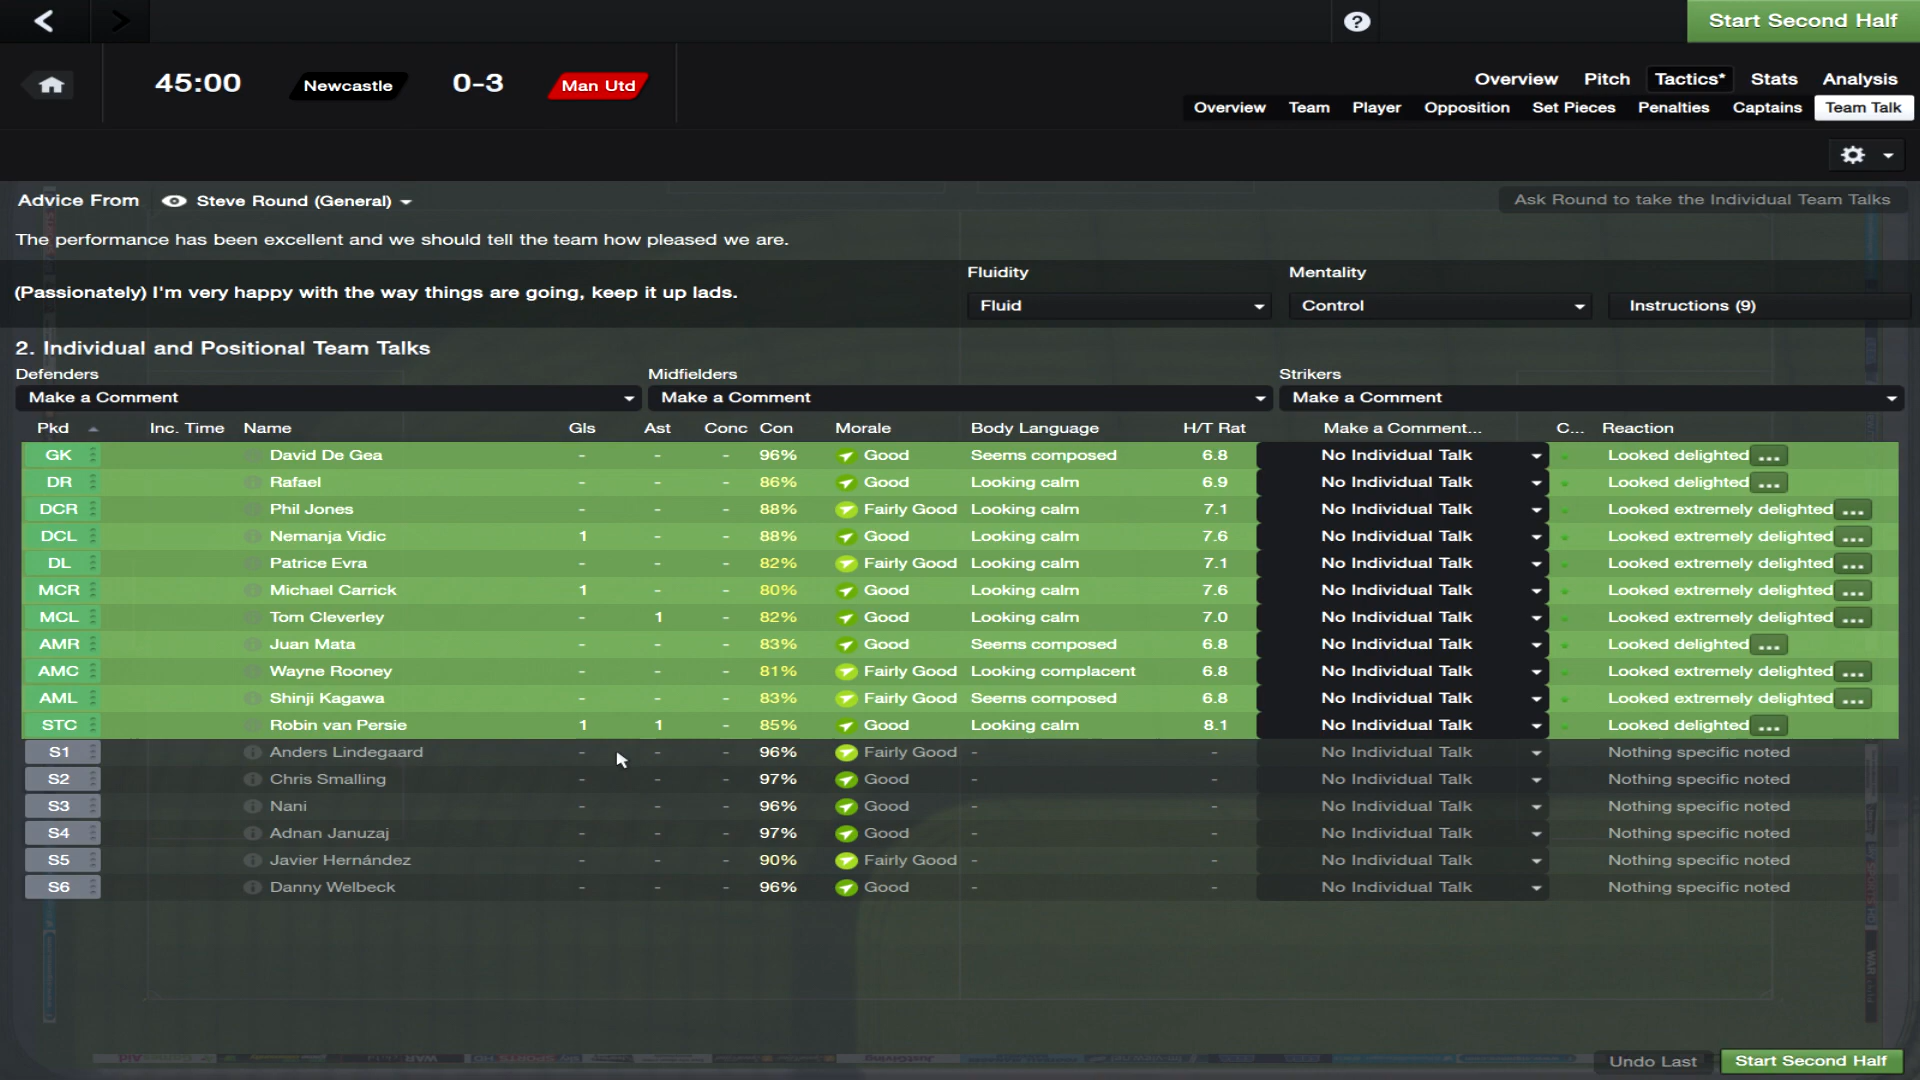 ? Start Second Half
45:00 Newcastle 0-3 Man Utd
Overview Pitch Tactics* Stats Analysis
Overview Team Player Opposition Set Pieces Penalties Captains Team Talk
Advice From Steve Round (General) Ask Round to take the Individual Team Talks
The performance has been excellent and we should tell the team how pleased we are.
Fluidity Mentality
(Passionately) I'm very happy with the way things are going, keep it up lads. Fluid Control Instructions (9)
2. Individual and Positional Team Talks
Defenders Midfielders Strikers
Make a Comment Make a Comment Make a Comment
Pkd Inc. Time Name Gls Ast Conc Con Morale Body Language H/T Rat Make a Comment... C... Reaction
GK David De Gea - - - 96% Good Seems composed 6.8 No Individual Talk Looked delighted ...
DR Rafael - - - 86% Good Looking calm 6.9 No Individual Talk Looked delighted ...
DCR Phil Jones - - - 88% Fairly Good Looking calm 7.1 No Individual Talk Looked extremely delighted ...
DCL Nemanja Vidic 1 - - 88% Good Looking calm 7.6 No Individual Talk Looked extremely delighted ...
DL Patrice Evra - - - 82% Fairly Good Looking calm 7.1 No Individual Talk Looked extremely delighted ...
MCR Michael Carrick 1 - - 80% Good Looking calm 7.6 No Individual Talk Looked extremely delighted ...
MCL Tom Cleverley - 1 - 82% Good Looking calm 7.0 No Individual Talk Looked extremely delighted ...
AMR Juan Mata - - - 83% Good Seems composed 6.8 No Individual Talk Looked delighted ...
AMC Wayne Rooney - - - 81% Fairly Good Looking complacent 6.8 No Individual Talk Looked extremely delighted ...
AML Shinji Kagawa - - - 83% Fairly Good Seems composed 6.8 No Individual Talk Looked extremely delighted ...
STC Robin van Persie 1 1 - 85% Good Looking calm 8.1 No Individual Talk Looked delighted ...
S1 Anders Lindegaard - - - 96% Fairly Good - - No Individual Talk Nothing specific noted
S2 Chris Smalling - - - 97% Good - - No Individual Talk Nothing specific noted
S3 Nani - - - 96% Good - - No Individual Talk Nothing specific noted
S4 Adnan Januzaj - - - 97% Good - - No Individual Talk Nothing specific noted
S5 Javier Hernández - - - 90% Fairly Good - - No Individual Talk Nothing specific noted
S6 Danny Welbeck - - - 96% Good - - No Individual Talk Nothing specific noted
Undo Last Start Second Half